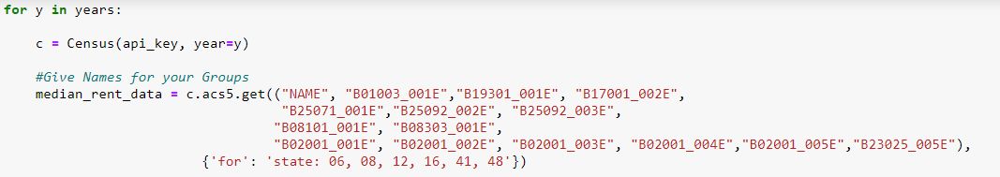 for y in years:
c = Census(api_key, year=y)
#Give Names for your Groups
median_rent_data = c.acs5.get(("NAME", "B01003_001E","B19301_001E", "B17001_002E",
"B25071_001E","B25092_002E", "B25092_003E",
"B08101_001E", "B08303_001E",
"B02001_001E", "B02001_002E", "B02001_003E", "B02001_004E","B02001_005E","B23025_005E"),
{'for': 'state: 06, 08, 12, 16, 41, 48'})